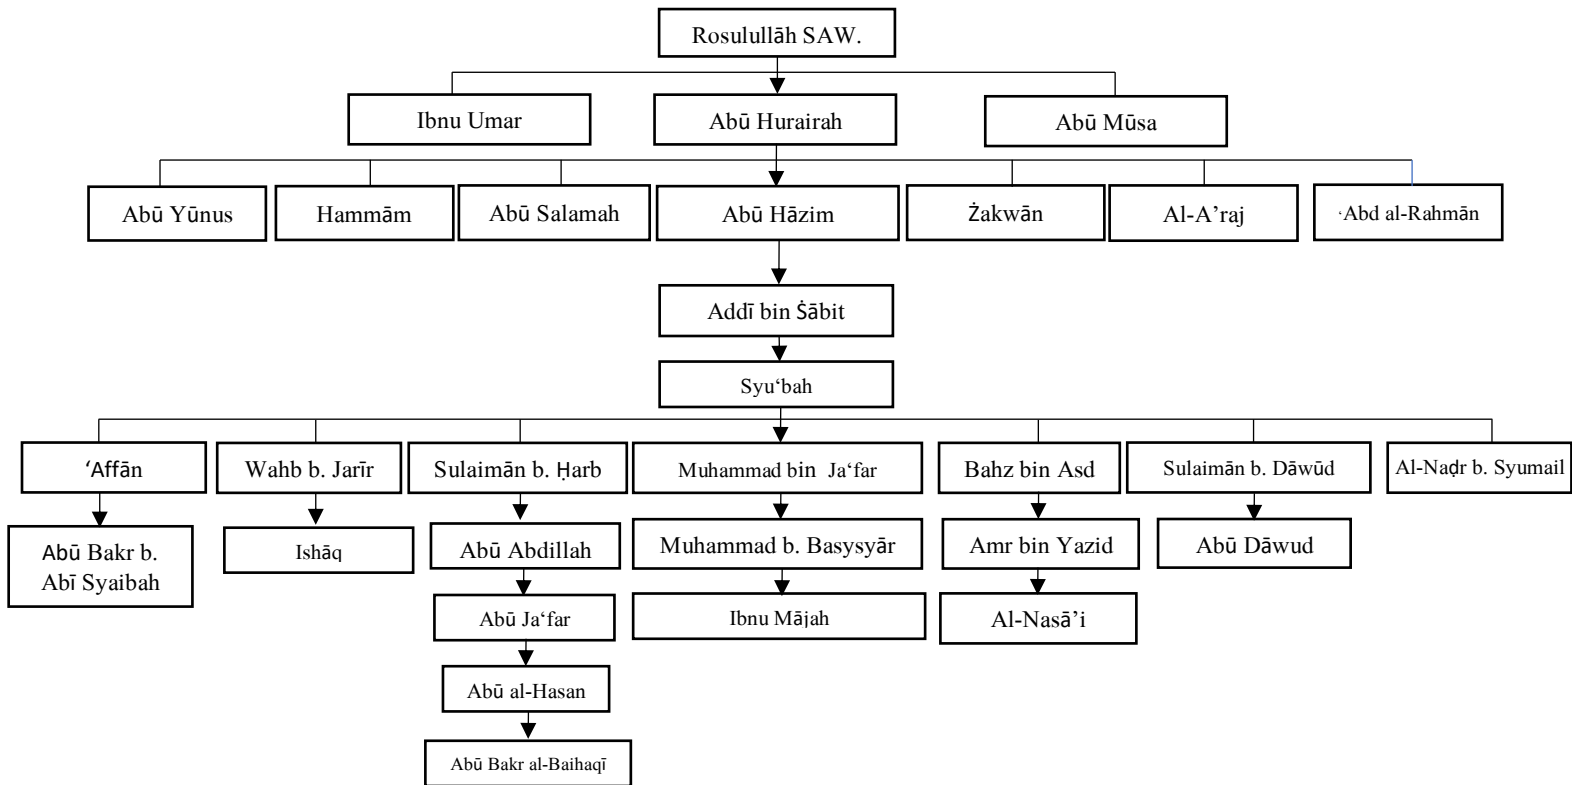 Rosulullāh SAW.
Ibnu Umar
Abū Hurairah
Abū Mūsa
Abū Yūnus
Hammām
Abū Salamah
Abū Hāzim
Żakwān
Al-A’raj
‘Abd al-Rahmān
Addī bin Ṡābit
Syu‘bah
‘Affān
Wahb b. Jarīr
Sulaimān b. Ḥarb
Muhammad bin Ja‘far
Bahz bin Asd
Sulaimān b. Dāwūd
Al-Naḍr b. Syumail
Abū Bakr b.
Abī Syaibah
Ishāq
Abū Abdillah
Muhammad b. Basysyār
Amr bin Yazid
Abū Dāwud
Abū Ja‘far
Ibnu Mājah
Al-Nasā’i
Abū al-Hasan
Abū Bakr al-Baihaqī